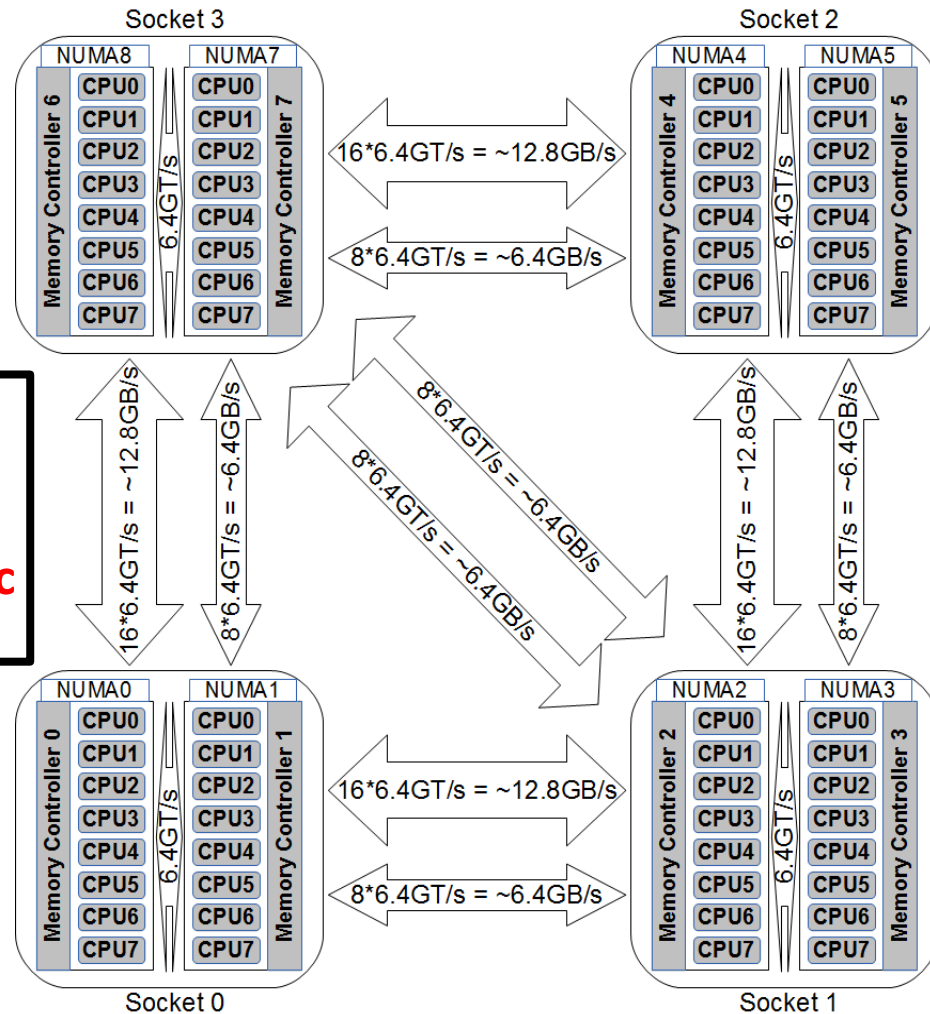 Socket 3
Socket 2
NUMA8
NUMA7
NUMA4
NUMA5
Memory Controller 6
CPU0
CPU1
CPU2
CPU3
CPU4
CPU5
CPU6
CPU7
6.4GT/s
CPU0
CPU1
CPU2
CPU3
CPU4
CPU5
CPU6
CPU7
Memory Controller 7
16*6.4GT/s = ~12.8GB/s
8*6.4GT/s = ~6.4GB/s
Memory Controller 4
CPU0
CPU1
CPU2
CPU3
CPU4
CPU5
CPU6
CPU7
6.4GT/s
CPU0
CPU1
CPU2
CPU3
CPU4
CPU5
CPU6
CPU7
Memory Controller 5
c
16*6.4GT/s = ~12.8GB/s
8*6.4GT/s = ~6.4GB/s
8*6.4GT/s = ~6.4GB/s
8*6.4GT/s = ~6.4GB/s
16*6.4GT/s = ~12.8GB/s
8*6.4GT/s = ~6.4GB/s
NUMA0
NUMA1
NUMA2
NUMA3
Memory Controller 0
CPU0
CPU1
CPU2
CPU3
CPU4
CPU5
CPU6
CPU7
6.4GT/s
CPU0
CPU1
CPU2
CPU3
CPU4
CPU5
CPU6
CPU7
Memory Controller 1
16*6.4GT/s = ~12.8GB/s
8*6.4GT/s = ~6.4GB/s
Memory Controller 2
CPU0
CPU1
CPU2
CPU3
CPU4
CPU5
CPU6
CPU7
6.4GT/s
CPU0
CPU1
CPU2
CPU3
CPU4
CPU5
CPU6
CPU7
Memory Controller 3
Socket 0
Socket 1